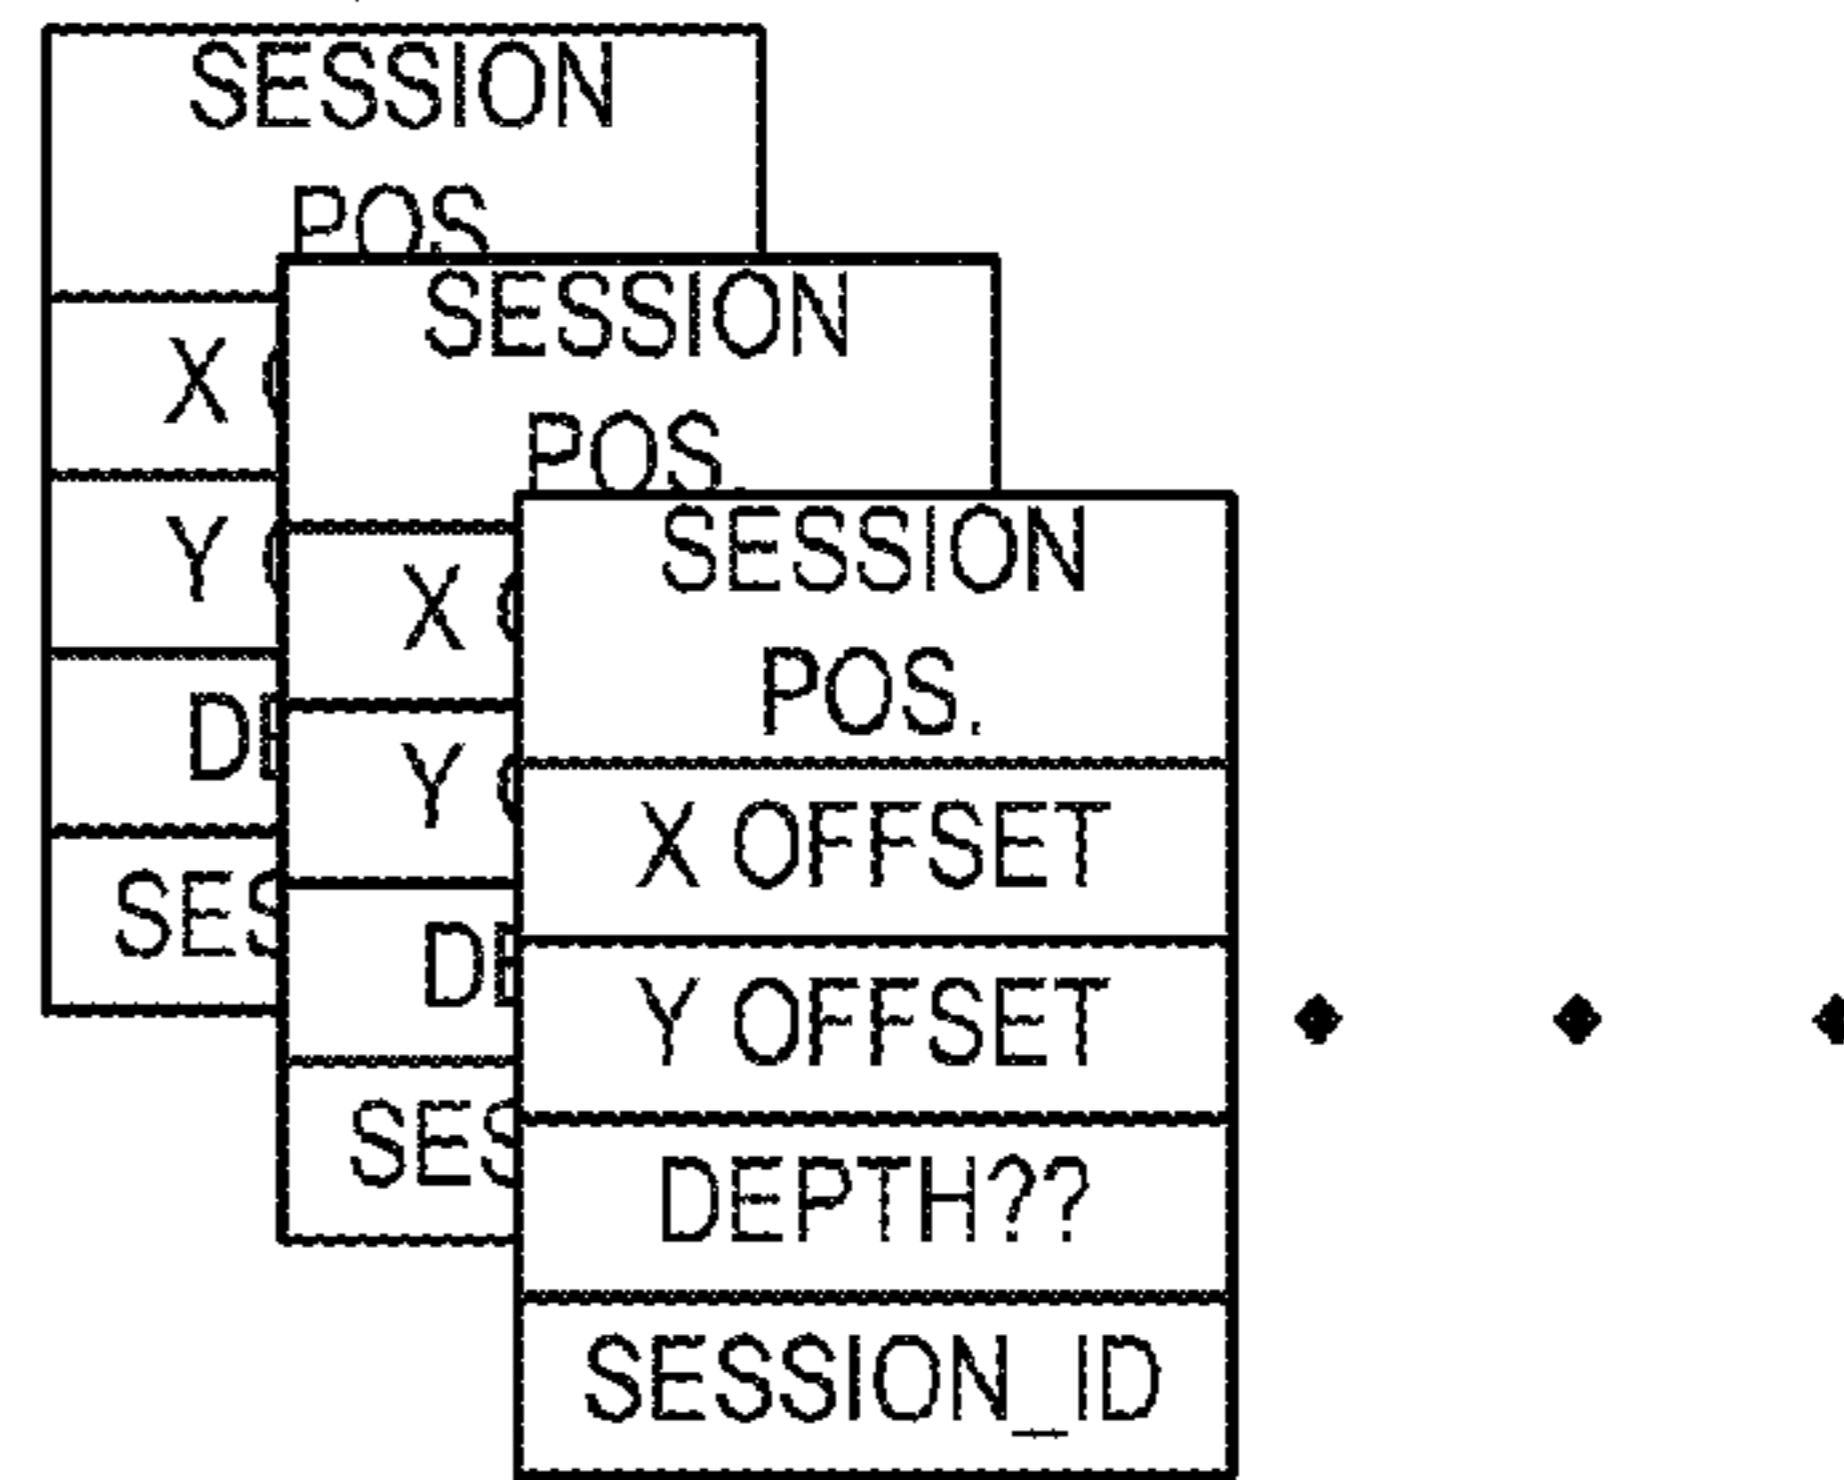 SESSION
POS.
X
Y
SESSION
POS.
X
Y
SESSION
POS.
X OFFSET
Y OFFSET
DEPTH??
SESSION_ID